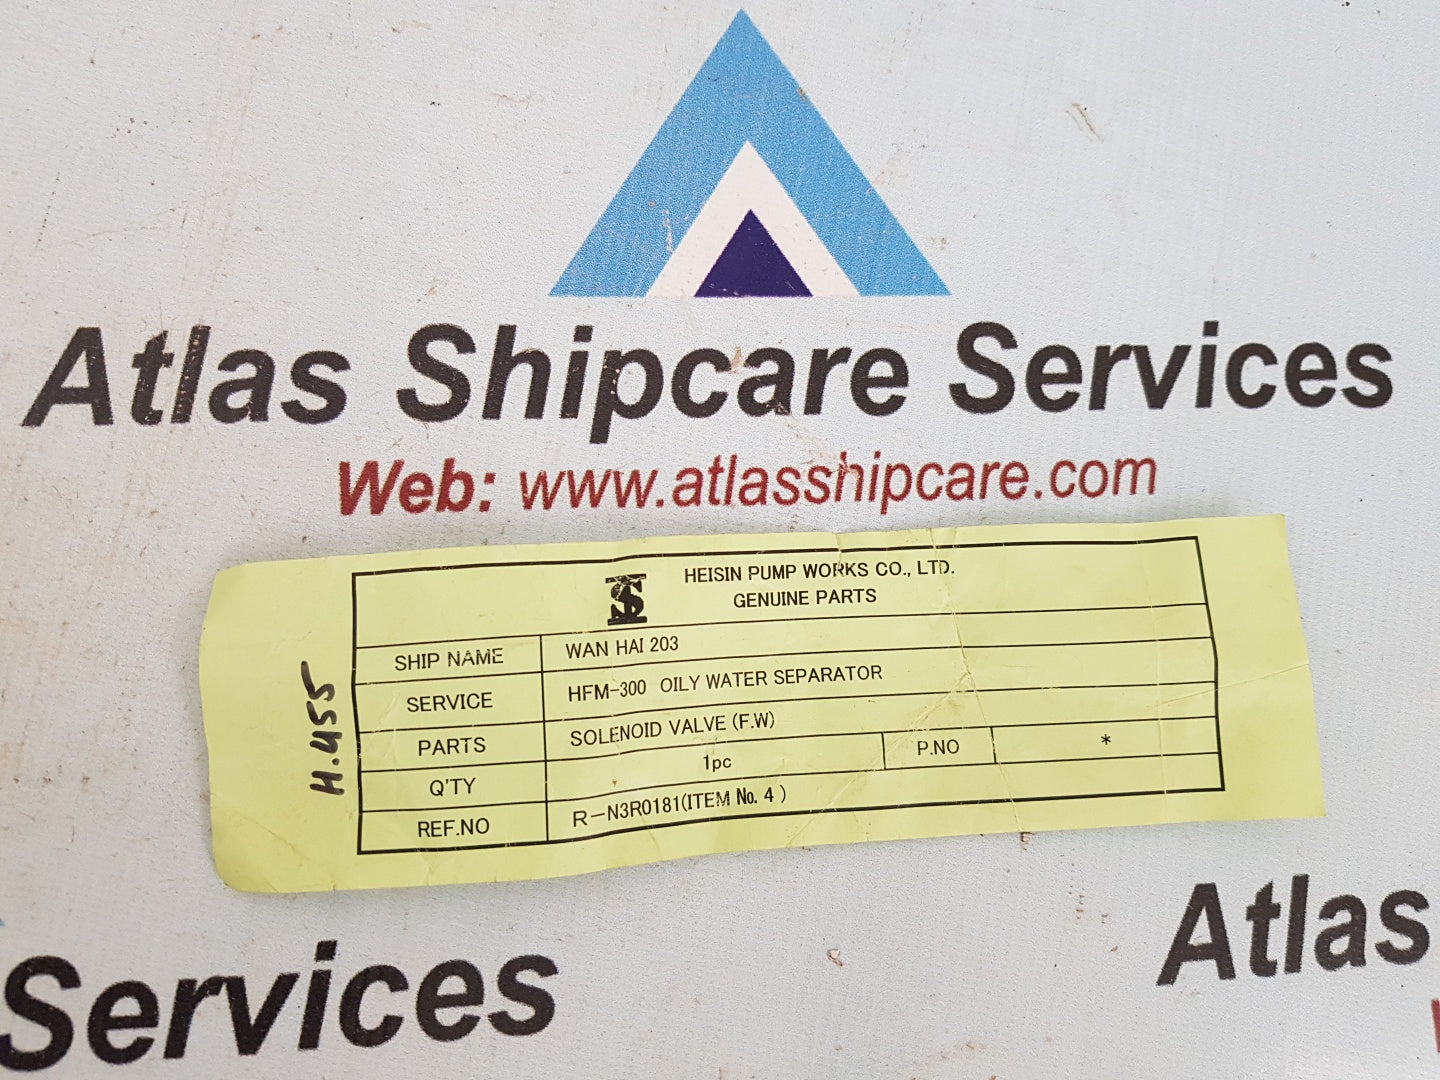 Atlas Shipcare Services
Web: www.atlasshipcare.com
HEISIN PUMP WORKS CO., LTD.
GENUINE PARTS
SHIP NAME WAN HAI 203
SERVICE HFM-300 OILY WATER SEPARATOR
PARTS SOLENOID VALVE (F.W)
Q'TY 1pc P.NO *
REF.NO R-N3R0181(ITEM No. 4 )
H.455
Atlas
Services